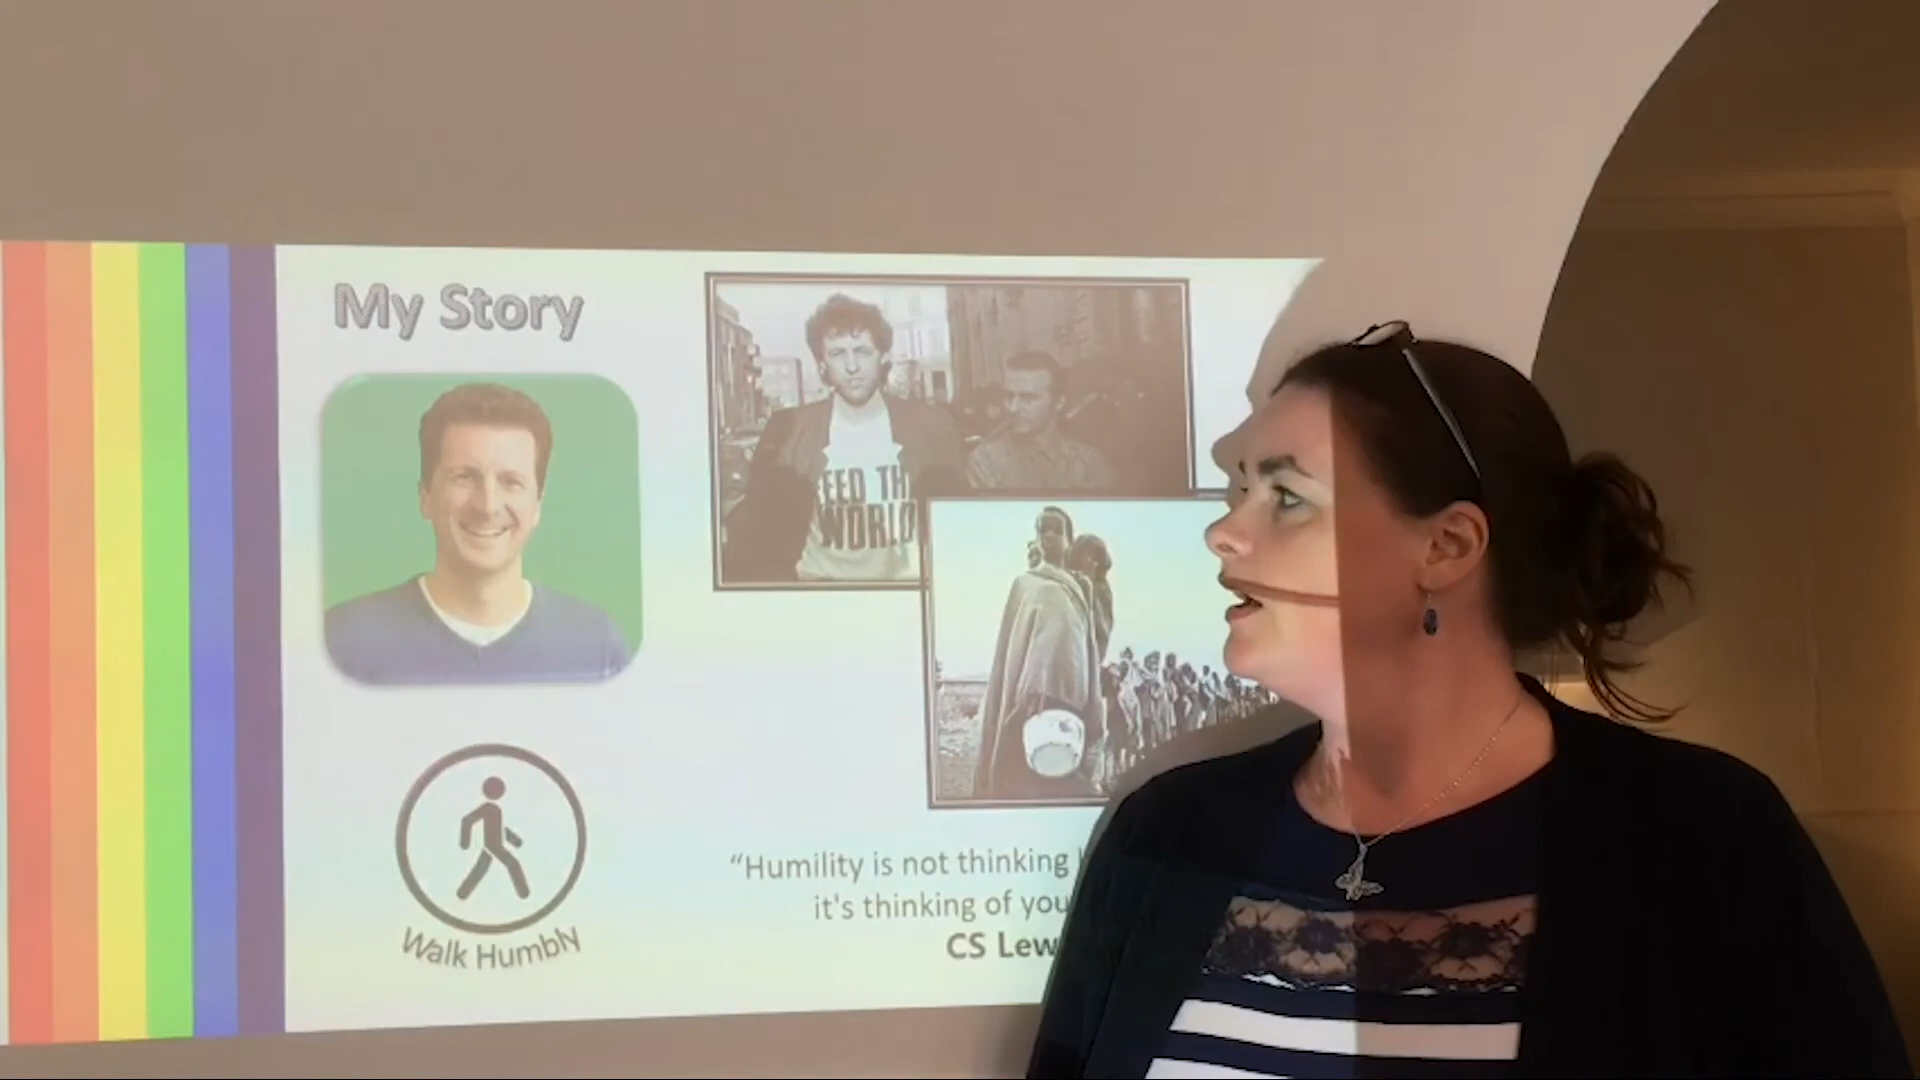 My Story
EED TH
WORLD
"Humility is not thinking
it's thinking of you
CS Lew
Walk Humbly